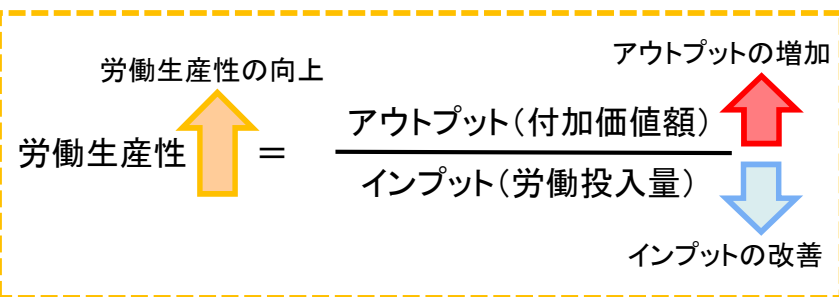 アウトプットの増加
労働生産性の向上
労働生産性 = アウトプット(付加価値額)
インプット(労働投入量)
インプットの改善